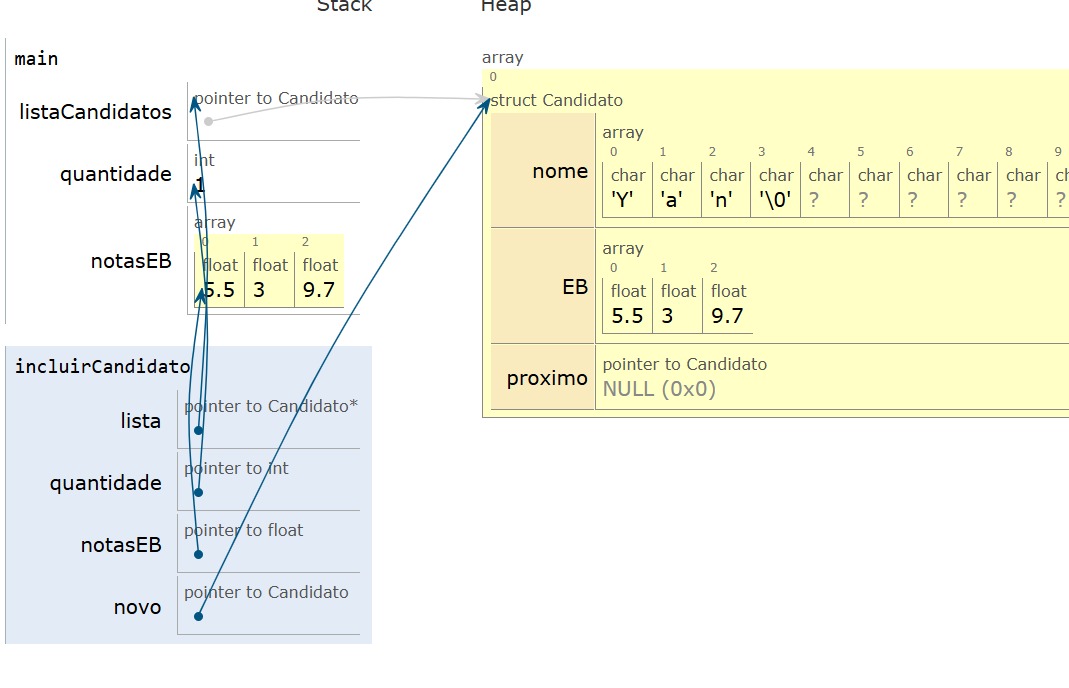 Stack Heap
main
listaCandidatos
pointer to Candidato
quantidade
int
1
notasEB
array
0 1 2
float float float
5.5 3 9.7
incluirCandidato
lista
pointer to Candidato*
quantidade
pointer to int
notasEB
pointer to float
novo
pointer to Candidato
array
0
struct Candidato
nome
array
0 1 2 3 4 5 6 7 8 9
char char char char char char char char char
'Y' 'a' 'n' '\0' ? ? ? ? ? ?
EB
array
0 1 2
float float float
5.5 3 9.7
proximo
pointer to Candidato
NULL (0x0)